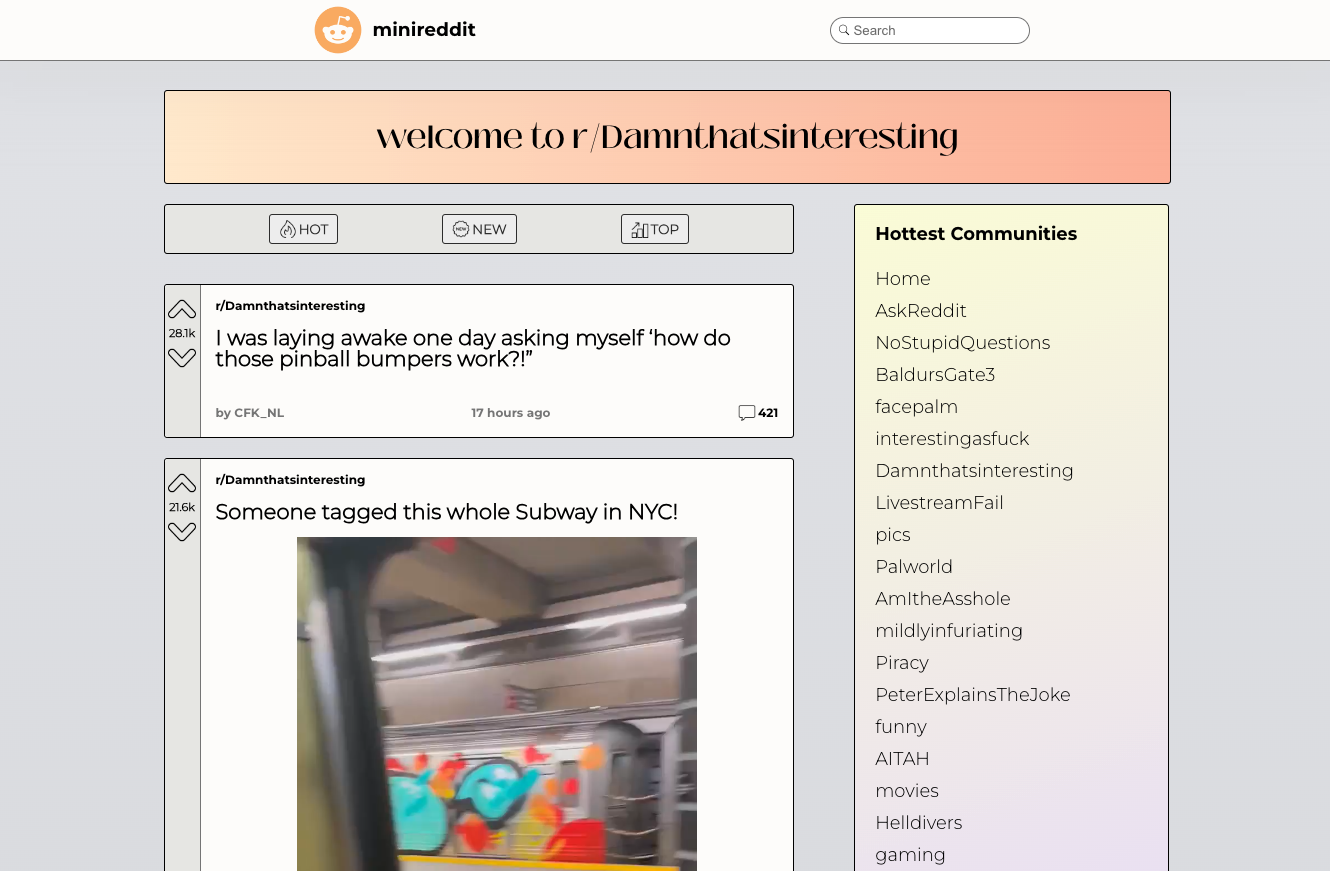 minireddit
Search
welcome to r/Damnthatsinteresting
HOT
NEW
NEW
TOP
r/Damnthatsinteresting
28.1k
I was laying awake one day asking myself ‘how do
those pinball bumpers work?!”
by CFK_NL
17 hours ago
421
r/Damnthatsinteresting
21.6k
Someone tagged this whole Subway in NYC!
Hottest Communities
Home
AskReddit
NoStupidQuestions
BaldursGate3
facepalm
interestingasfuck
Damnthatsinteresting
LivestreamFail
pics
Palworld
AmItheAsshole
mildlyinfuriating
Piracy
PeterExplainsTheJoke
funny
AITAH
movies
Helldivers
gaming